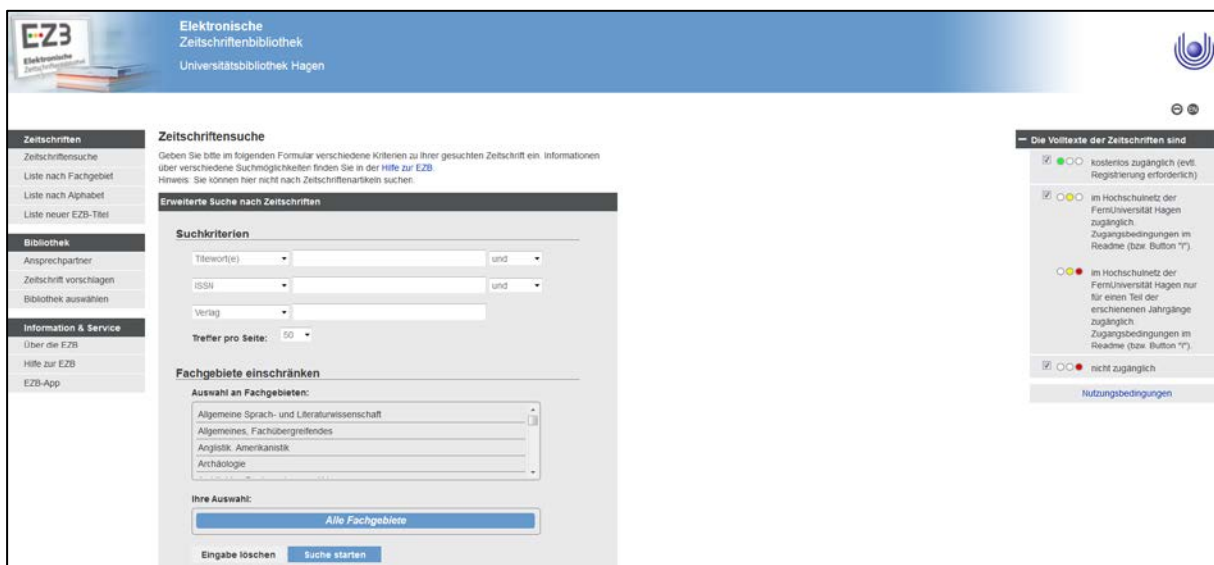 EZB
Elektronische
Zeitschriftenbibliothek
Elektronische
Zeitschriftenbibliothek
Universitätsbibliothek Hagen
Zeitschriften
Zeitschriftensuche
Liste nach Fachgebiet
Liste nach Alphabet
Liste neuer EZB-Titel
Bibliothek
Ansprechpartner
Zeitschrift vorschlagen
Bibliothek auswählen
Information & Service
Über die EZB
Hilfe zur EZB
EZB-App
Zeitschriftensuche
Geben Sie bitte im folgenden Formular verschiedene Kriterien zu Ihrer gesuchten Zeitschrift ein. Informationen
über verschiedene Suchmöglichkeiten finden Sie in der Hilfe zur EZB.
Hinweis: Sie können hier nicht nach Zeitschriftenartikeln suchen.
Erweiterte Suche nach Zeitschriften
Suchkriterien
Titelwort(e) und
ISSN und
Verlag
Treffer pro Seite: 50
Fachgebiete einschränken
Auswahl an Fachgebieten:
Allgemeine Sprach- und Literaturwissenschaft
Allgemeines, Fachübergreifendes
Anglistik. Amerikanistik
Archäologie
Ihre Auswahl:
Alle Fachgebiete
Eingabe löschen Suche starten
Die Volltexte der Zeitschriften sind
kostenlos zugänglich (evtl.
Registrierung erforderlich)
im Hochschulnetz der
FernUniversität Hagen
zugänglich.
Zugangsbedingungen im
Readme (bzw. Button "i").
im Hochschulnetz der
FernUniversität Hagen nur
für einen Teil der
erschienenen Jahrgänge
zugänglich.
Zugangsbedingungen im
Readme (bzw. Button "i").
nicht zugänglich
Nutzungsbedingungen